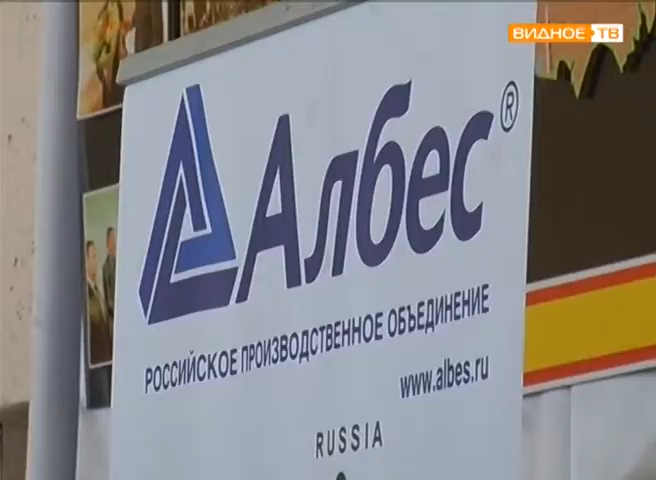 ВИДНОЕ ТВ
Албес®
РОССИЙСКОЕ ПРОИЗВОДСТВЕННОЕ ОБЪЕДИНЕНИЕ
www.albes.ru
RUSSIA